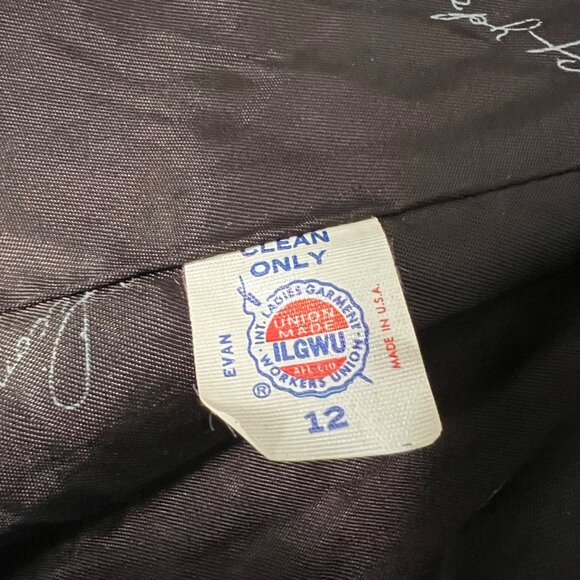 CLEAN
ONLY
INT. LADIES GARMENT
UNION
MADE
ILGWU
AFL-CIO
WORKERS UNION
®
EVAN
MADE IN U.S.A.
12